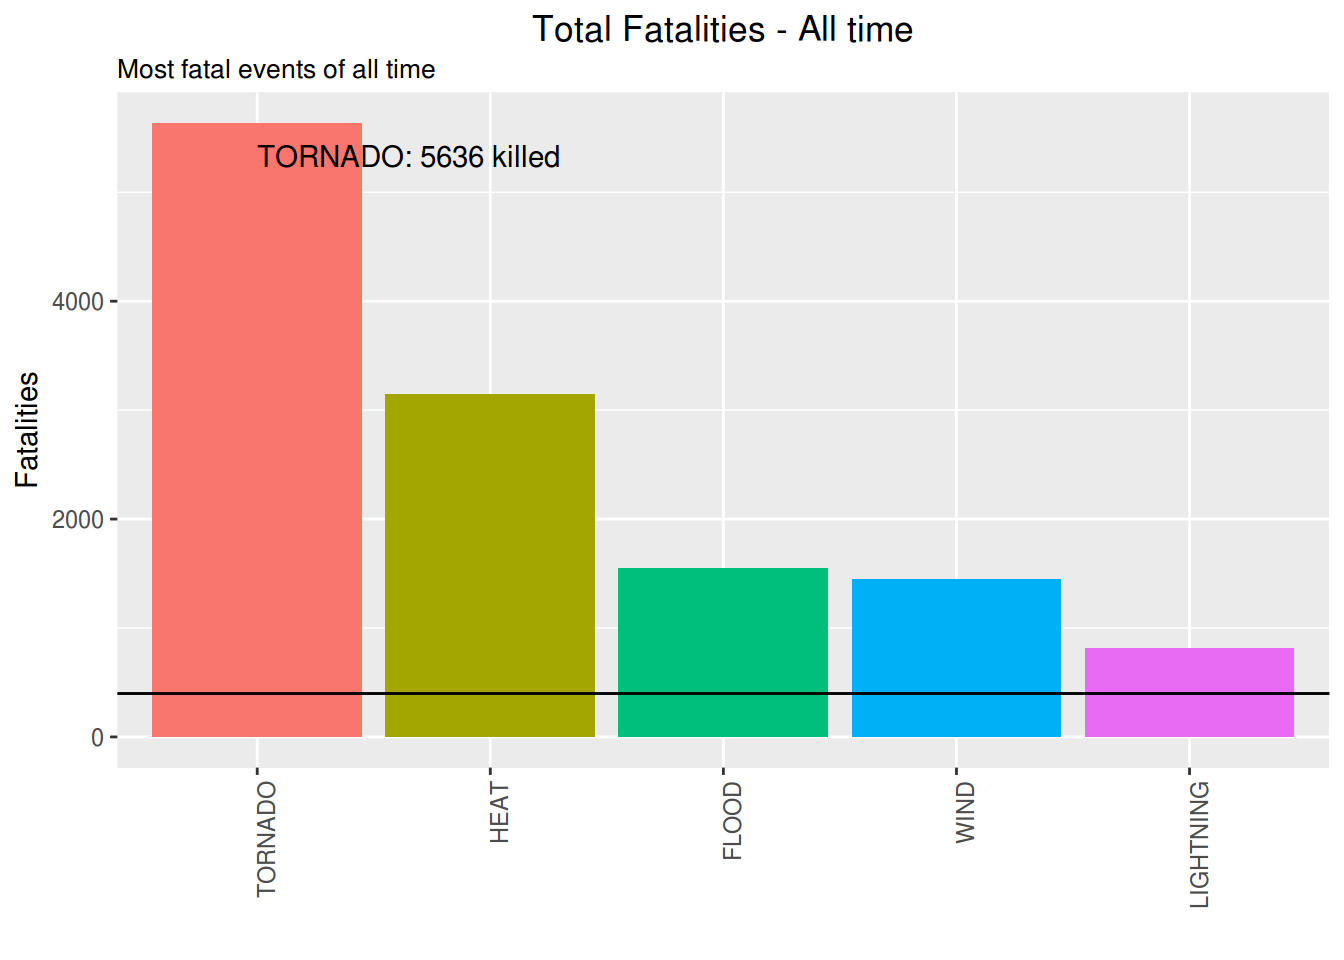 Total Fatalities - All time
Most fatal events of all time
TORNADO: 5636 killed
Fatalities
4000
2000
0
TORNADO
HEAT
FLOOD
WIND
LIGHTNING